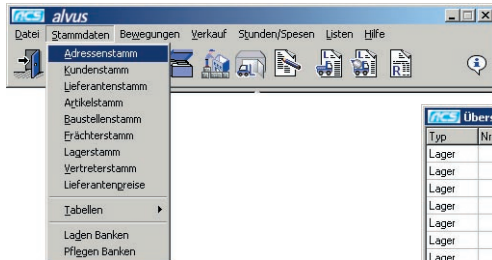 ncs alvus
Datei Stammdaten Bewegungen Verkauf Stunden/Spesen Listen Hilfe
Adressenstamm
Kundenstamm
Lieferantenstamm
Artikelstamm
Baustellenstamm
Frächterstamm
Lagerstamm
Vertreterstamm
Lieferantenpreise
Tabellen
Laden Banken
Pflegen Banken
L
L
R
ncs Übers
Typ Nr
Lager
Lager
Lager
Lager
Lager
Lager
Lager